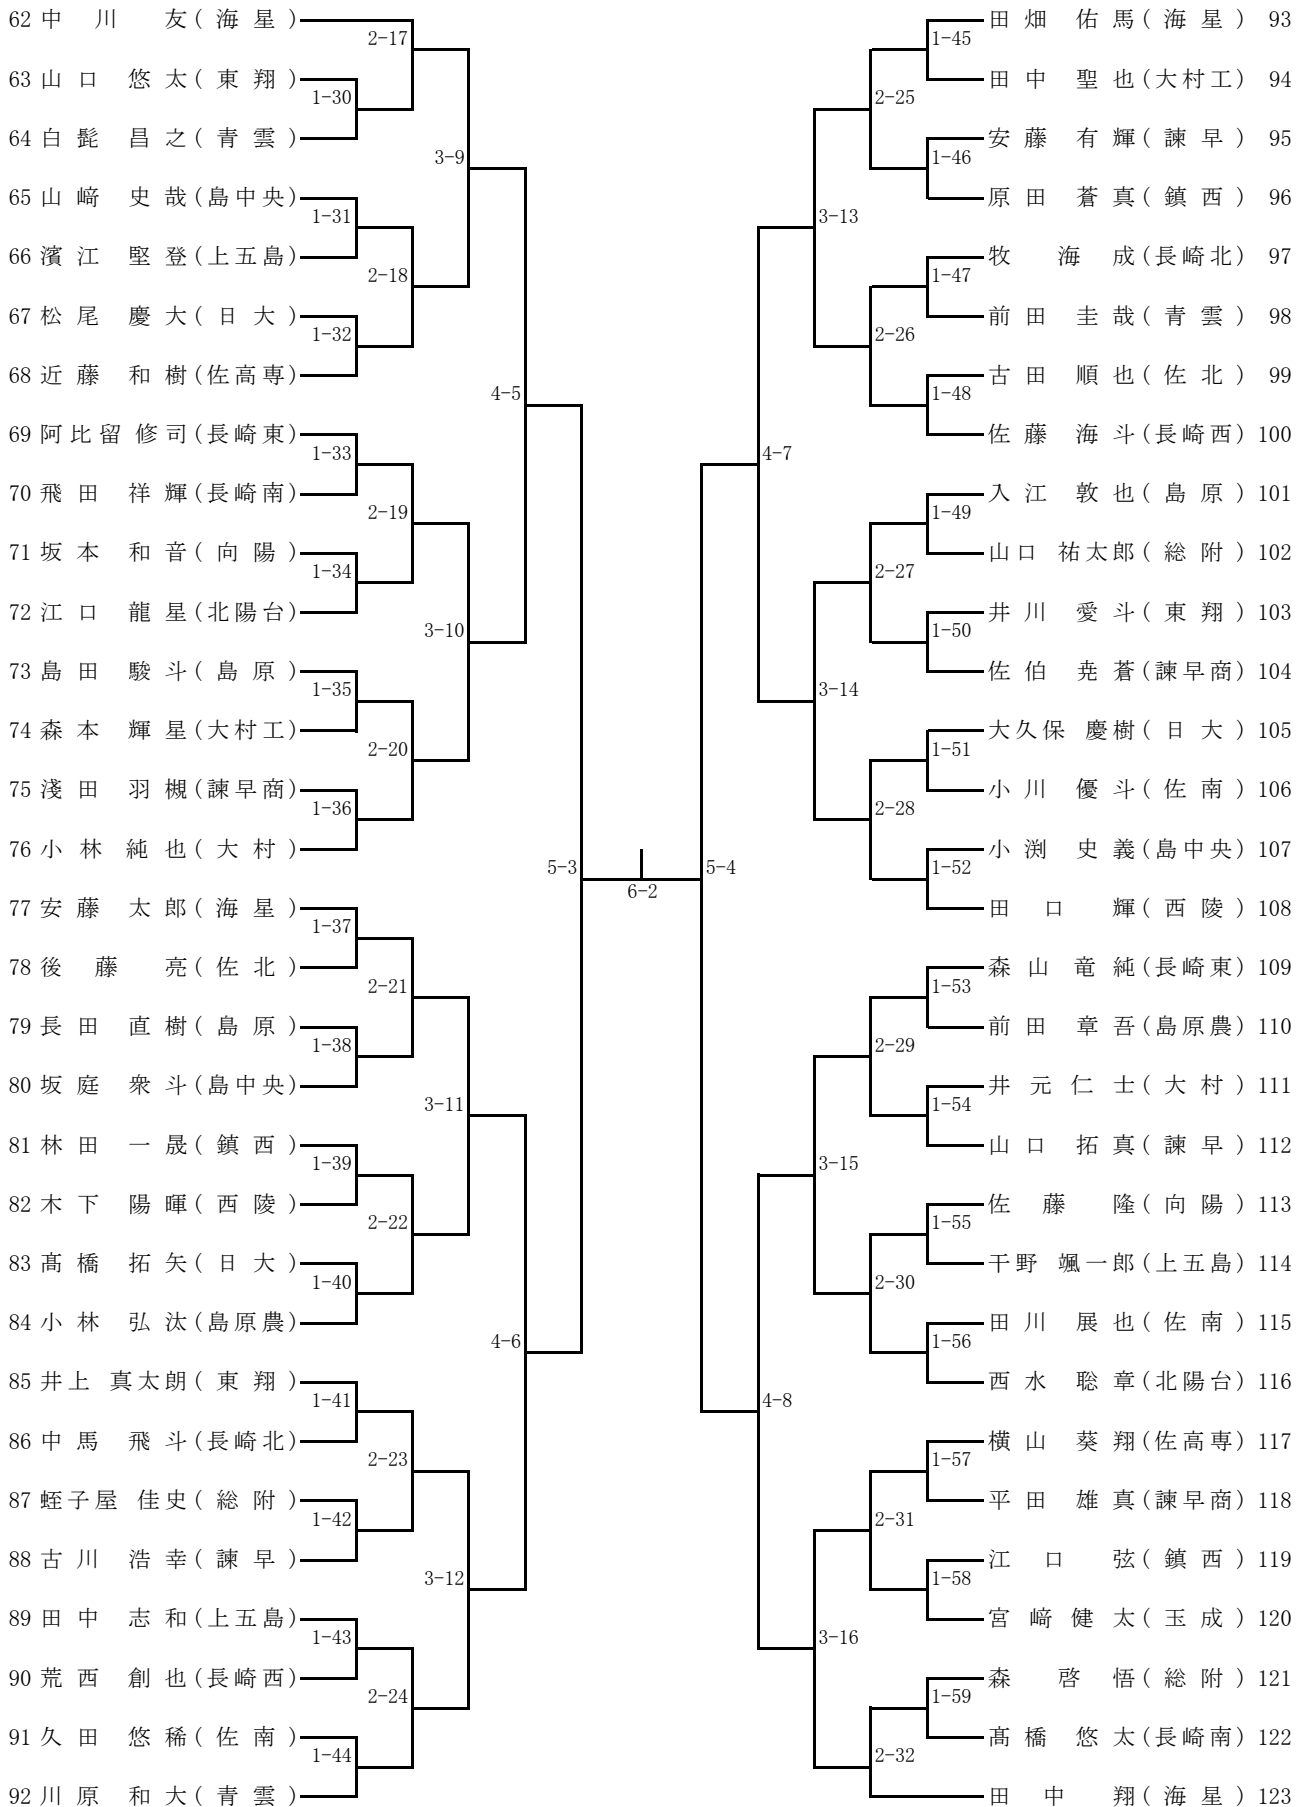 62 中川 友 (海星)
2-17
63 山口 悠太 (東翔)
1-30
64 白髭 昌之 (青雲)
3-9
65 山﨑 史哉 (島中央)
1-31
66 濱江 堅登 (上五島)
2-18
67 松尾 慶大 (日大)
1-32
68 近藤 和樹 (佐高専)
4-5
69 阿比留 修司 (長崎東)
1-33
70 飛田 祥輝 (長崎南)
2-19
71 坂本 和音 (向陽)
1-34
72 江口 龍星 (北陽台)
3-10
73 島田 駿斗 (島原)
1-35
74 森本 輝星 (大村工)
2-20
75 淺田 羽槻 (諫早商)
1-36
76 小林 純也 (大村)
5-3
77 安藤 太郎 (海星)
1-37
78 後藤 亮 (佐北)
2-21
79 長田 直樹 (島原)
1-38
80 坂庭 衆斗 (島中央)
3-11
81 林田 一晟 (鎮西)
1-39
82 木下 陽暉 (西陵)
2-22
83 髙橋 拓矢 (日大)
1-40
84 小林 弘汰 (島原農)
4-6
85 井上 真太朗 (東翔)
1-41
86 中馬 飛斗 (長崎北)
2-23
87 蛭子屋 佳史 (総附)
1-42
88 古川 浩幸 (諫早)
3-12
89 田中 志和 (上五島)
1-43
90 荒西 創也 (長崎西)
2-24
91 久田 悠稀 (佐南)
1-44
92 川原 和大 (青雲)
6-2
田畑 佑馬 (海星) 93
1-45
田中 聖也 (大村工) 94
2-25
安藤 有輝 (諫早) 95
1-46
原田 蒼真 (鎮西) 96
3-13
牧 海成 (長崎北) 97
1-47
前田 圭哉 (青雲) 98
2-26
古田 順也 (佐北) 99
1-48
佐藤 海斗 (長崎西) 100
4-7
入江 敦也 (島原) 101
1-49
山口 祐太郎 (総附) 102
2-27
井川 愛斗 (東翔) 103
1-50
佐伯 尭蒼 (諫早商) 104
3-14
大久保 慶樹 (日大) 105
1-51
小川 優斗 (佐南) 106
2-28
小渕 史義 (島中央) 107
1-52
田口 輝 (西陵) 108
5-4
森山 竜純 (長崎東) 109
1-53
前田 章吾 (島原農) 110
2-29
井元 仁士 (大村) 111
1-54
山口 拓真 (諫早) 112
3-15
佐藤 隆 (向陽) 113
1-55
干野 颯一郎 (上五島) 114
2-30
田川 展也 (佐南) 115
1-56
西水 聡章 (北陽台) 116
4-8
横山 葵翔 (佐高専) 117
1-57
平田 雄真 (諫早商) 118
2-31
江口 弦 (鎮西) 119
1-58
宮﨑 健太 (玉成) 120
3-16
森 啓悟 (総附) 121
1-59
髙橋 悠太 (長崎南) 122
2-32
田中 翔 (海星) 123